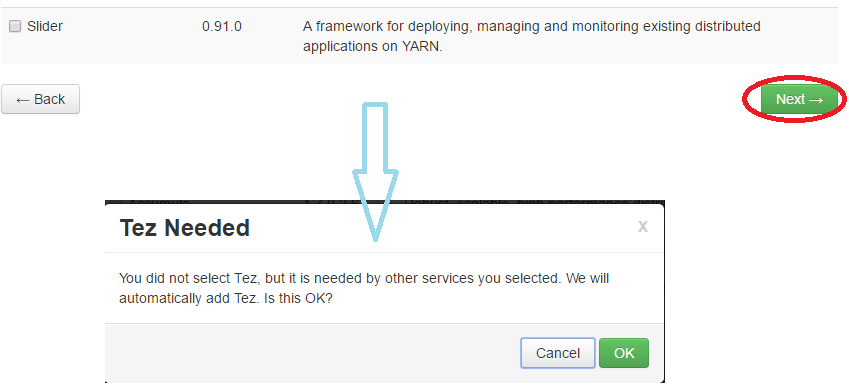 Slider 0.91.0 A framework for deploying, managing and monitoring existing distributed
applications on YARN.
← Back Next →
Tez Needed x
You did not select Tez, but it is needed by other services you selected. We will
automatically add Tez. Is this OK?
Cancel OK